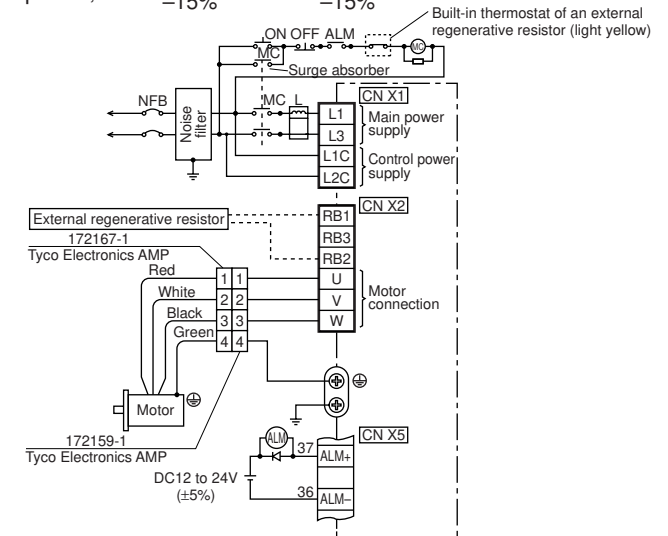 –15% –15%
Built-in thermostat of an external
regenerative resistor (light yellow)
ON OFF ALM
MC
MC
Surge absorber
NFB
Noise
filter
MC L
CN X1
L1
L3
L1C
L2C
Main power
supply
Control power
supply
CN X2
External regenerative resistor
RB1
RB3
RB2
U
V
W
Motor
connection
172167-1
Tyco Electronics AMP
Red
White
Black
Green
1 1
2 2
3 3
4 4
Motor
172159-1
Tyco Electronics AMP
CN X5
ALM
37
ALM+
DC12 to 24V
(±5%)
36
ALM–